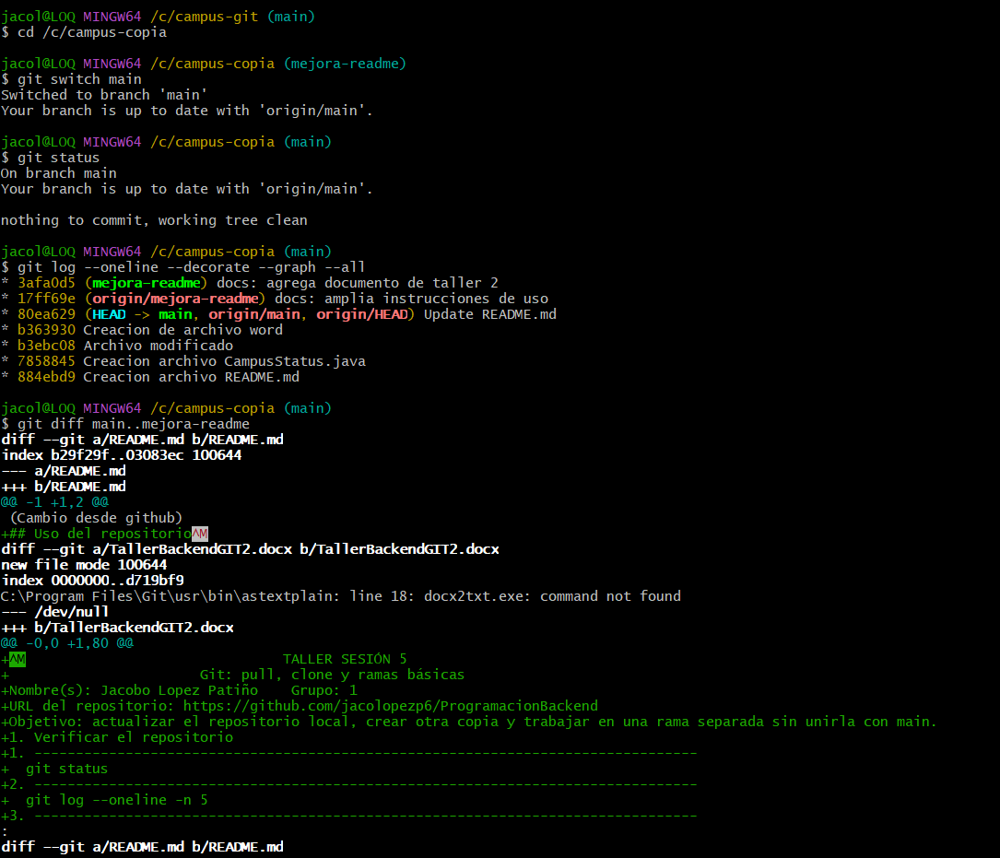 jacol@LOQ MINGW64 /c/campus-git (main)
$ cd /c/campus-copia
jacol@LOQ MINGW64 /c/campus-copia (mejora-readme)
$ git switch main
Switched to branch 'main'
Your branch is up to date with 'origin/main'.
jacol@LOQ MINGW64 /c/campus-copia (main)
$ git status
On branch main
Your branch is up to date with 'origin/main'.
nothing to commit, working tree clean
jacol@LOQ MINGW64 /c/campus-copia (main)
$ git log --oneline --decorate --graph --all
* 3afa0d5 (mejora-readme) docs: agrega documento de taller 2
* 17ff69e (origin/mejora-readme) docs: amplia instrucciones de uso
* 80ea629 (HEAD -> main, origin/main, origin/HEAD) Update README.md
* b363930 Creacion de archivo word
* b3ebc08 Archivo modificado
* 7858845 Creacion archivo CampusStatus.java
* 884ebd9 Creacion archivo README.md
jacol@LOQ MINGW64 /c/campus-copia (main)
$ git diff main..mejora-readme
diff --git a/README.md b/README.md
index b29f29f..03083ec 100644
--- a/README.md
+++ b/README.md
@@ -1 +1,2 @@
 (Cambio desde github)
+## Uso del repositorio^M
diff --git a/TallerBackendGIT2.docx b/TallerBackendGIT2.docx
new file mode 100644
index 0000000..d719bf9
C:\Program Files\Git\usr\bin\astextplain: line 18: docx2txt.exe: command not found
--- /dev/null
+++ b/TallerBackendGIT2.docx
@@ -0,0 +1,80 @@
+^M                               TALLER SESIÓN 5
+                       Git: pull, clone y ramas básicas
+Nombre(s): Jacobo Lopez Patiño    Grupo: 1
+URL del repositorio: https://github.com/jacolopezp6/ProgramacionBackend
+Objetivo: actualizar el repositorio local, crear otra copia y trabajar en una rama separada sin unirla con main.
+1. Verificar el repositorio
+1. --------------------------------------------------------------------------------
+  git status
+2. --------------------------------------------------------------------------------
+  git log --oneline -n 5
+3. --------------------------------------------------------------------------------
:
diff --git a/README.md b/README.md